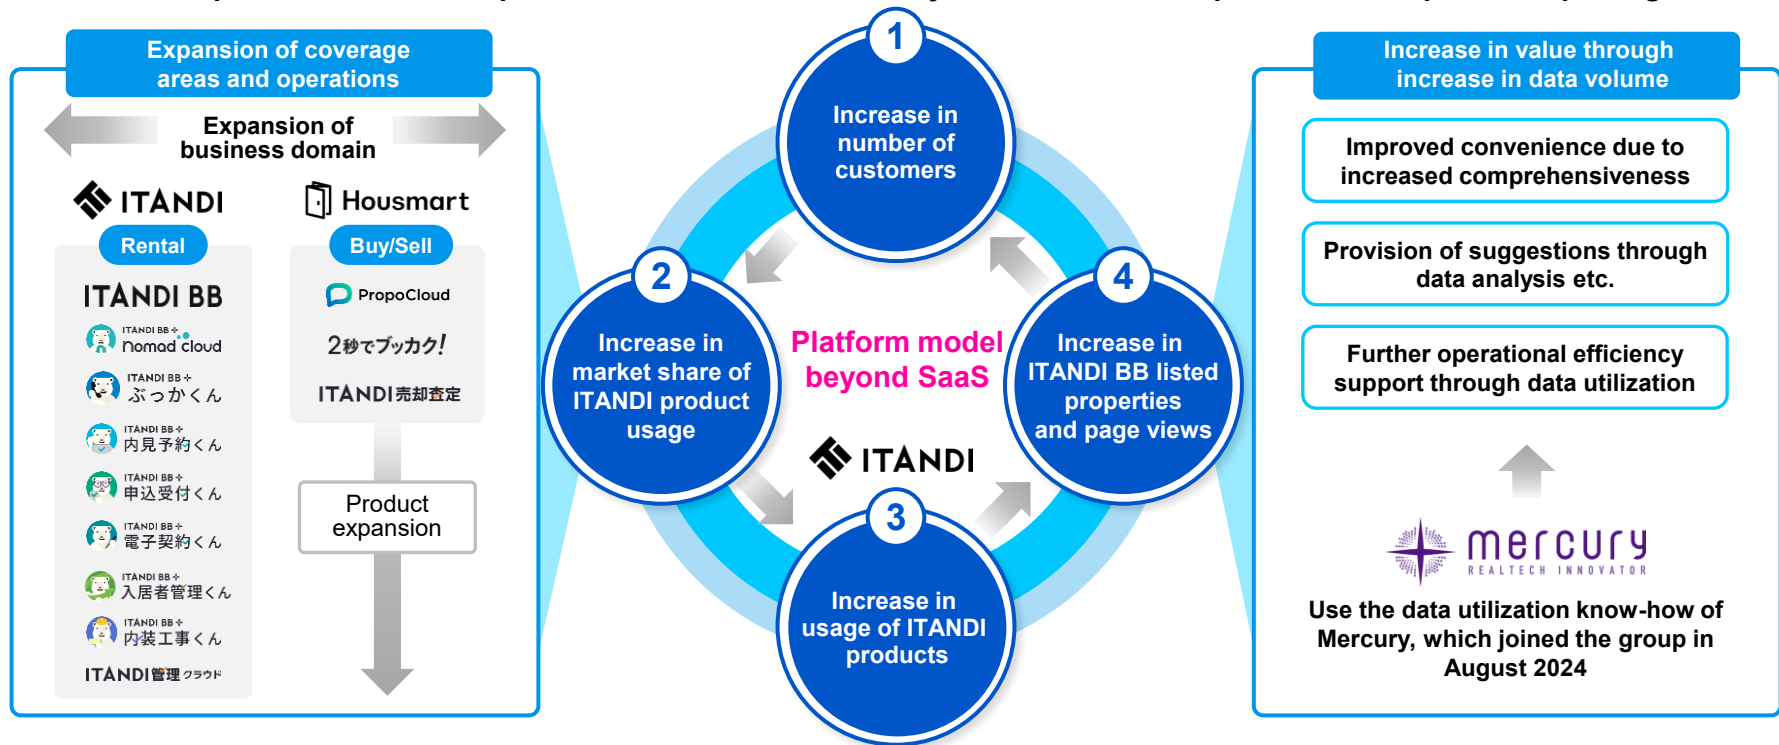 Expansion of coverage
areas and operations
Expansion of
business domain
ITANDI
Rental
ITANDI BB
ITANDI BB +
nomad cloud
ITANDI BB +
ぶっかくん
ITANDI BB +
内見予約くん
ITANDI BB +
申込受付くん
ITANDI BB +
電子契約くん
ITANDI BB +
入居者管理くん
ITANDI BB +
内装工事くん
ITANDI管理クラウド
Housmart
Buy/Sell
PropoCloud
2秒でブッカク!
ITANDI売却査定
Product
expansion
1
Increase in
number of
customers
2
Increase in
market share of
ITANDI product
usage
Platform model
beyond SaaS
ITANDI
3
Increase in
usage of ITANDI
products
4
Increase in
ITANDI BB listed
properties
and page views
Increase in value through
increase in data volume
Improved convenience due to
increased comprehensiveness
Provision of suggestions through
data analysis etc.
Further operational efficiency
support through data utilization
mercury
REALTECH INNOVATOR
Use the data utilization know-how of
Mercury, which joined the group in
August 2024